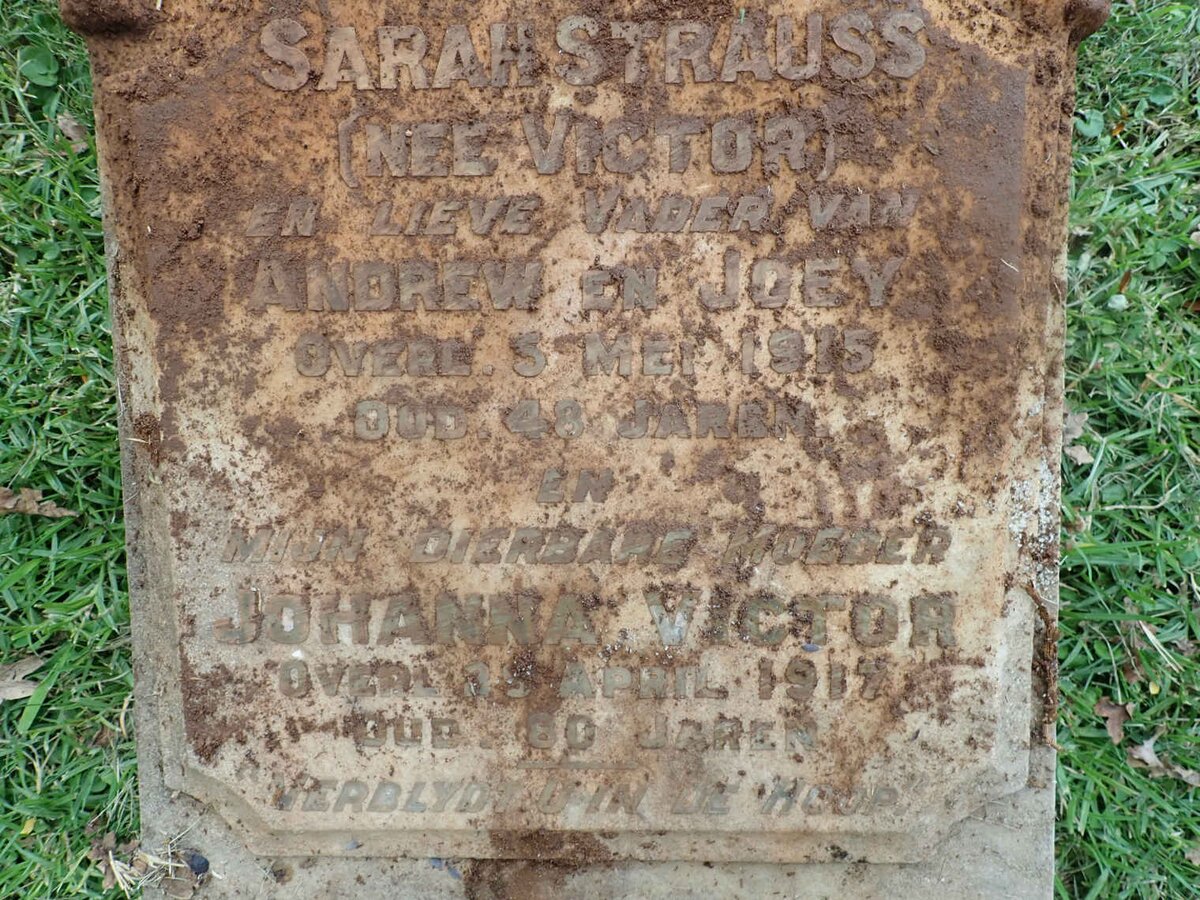 SARAH STRAUSS
(NEE VICTOR)
EN LIEVE VADER VAN
ANDREW EN JOEY
OVERL. 5 MEI 1915
OUD. 48 JAREN.
EN
MIJN DIERBARE MOEDER
JOHANNA VICTOR
OVERL APRIL 1917
OUD. 80 JAREN
"VERBLYDT U IN DE HOOP"